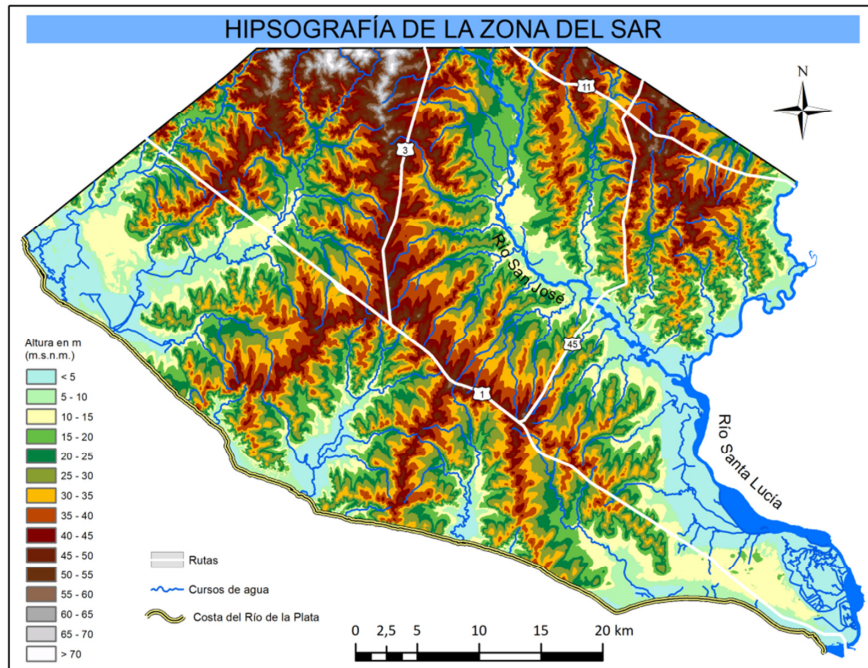 HIPSOGRAFÍA DE LA ZONA DEL SAR
N
11
3
Río San José
45
1
Río Santa Lucía
Altura en m
(m.s.n.m.)
< 5
5 - 10
10 - 15
15 - 20
20 - 25
25 - 30
30 - 35
35 - 40
40 - 45
45 - 50
50 - 55
55 - 60
60 - 65
65 - 70
> 70
Rutas
Cursos de agua
Costa del Río de la Plata
0 2,5 5 10 15 20 km